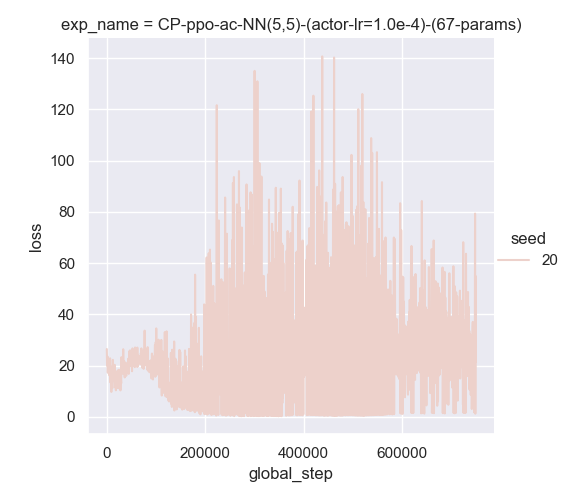 exp_name = CP-ppo-ac-NN(5,5)-(actor-lr=1.0e-4)-(67-params)
140
120
100
80
60
40
20
0
loss
0 200000 400000 600000
global_step
seed
20